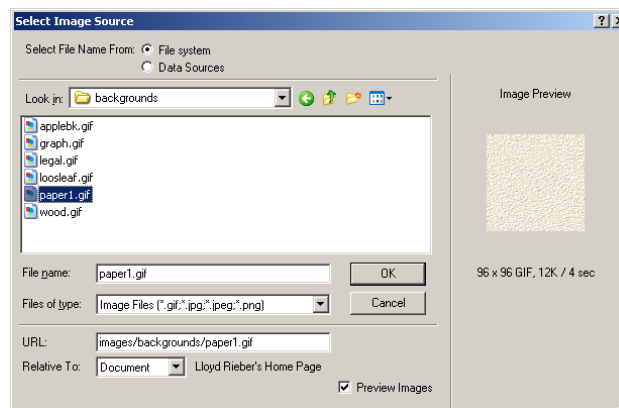 Select Image Source
Select File Name From: File system
Data Sources
Look in: backgrounds
Image Preview
applebk.gif
graph.gif
legal.gif
loosleaf.gif
paper1.gif
wood.gif
File name: paper1.gif OK
96 x 96 GIF, 12K / 4 sec
Files of type: Image Files (*.gif;*.jpg;*.jpeg;*.png) Cancel
URL: images/backgrounds/paper1.gif
Relative To: Document Lloyd Rieber's Home Page
Preview Images